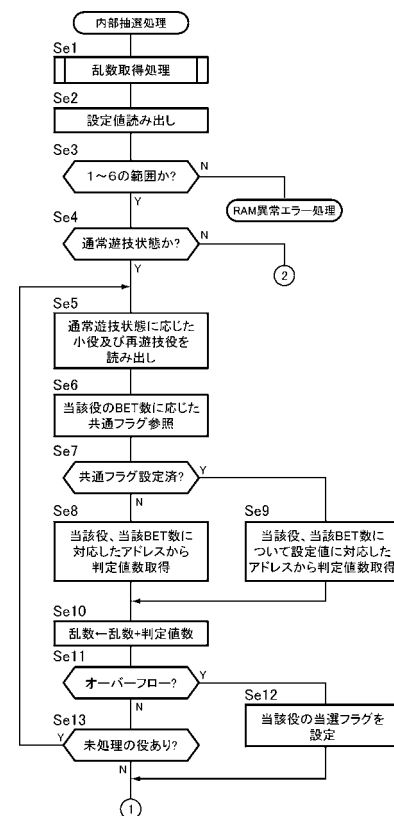 内部抽選処理
Se1
乱数取得処理
Se2
設定値読み出し
Se3
1～6の範囲か?
N
Y
RAM異常エラー処理
Se4
通常遊技状態か?
N
Y
2
Se5
通常遊技状態に応じた
小役及び再遊技役を
読み出し
Se6
当該役のBET数に応じた
共通フラグ参照
Se7
共通フラグ設定済?
Y
N
Se8
当該役、当該BET数に
対応したアドレスから
判定値数取得
Se9
当該役、当該BET数に
ついて設定値に対応した
アドレスから判定値数取得
Se10
乱数←乱数+判定値数
Se11
オーバーフロー?
Y
N
Se12
当該役の当選フラグを
設定
Se13
未処理の役あり?
Y
N
1